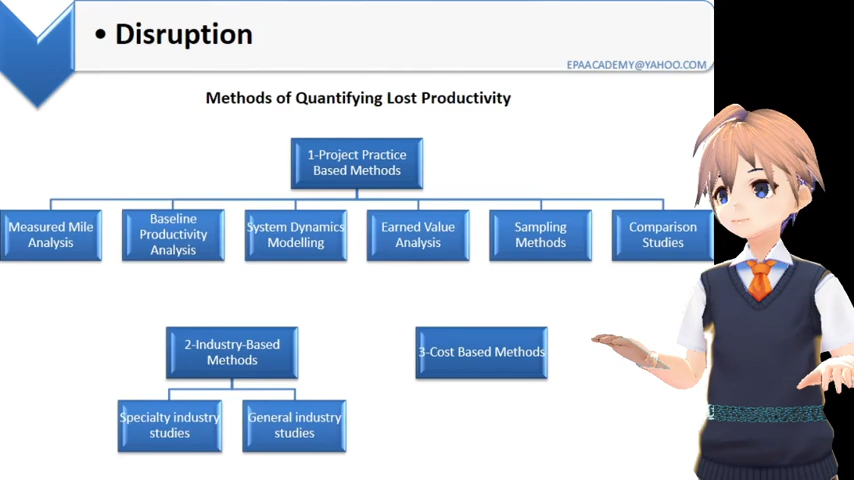 • Disruption
EPAACADEMY@YAHOO.COM
Methods of Quantifying Lost Productivity
1-Project Practice
Based Methods
Measured Mile
Analysis
Baseline
Productivity
Analysis
System Dynamics
Modelling
Earned Value
Analysis
Sampling
Methods
Comparison
Studies
2-Industry-Based
Methods
3-Cost Based Methods
Specialty industry
studies
General industry
studies